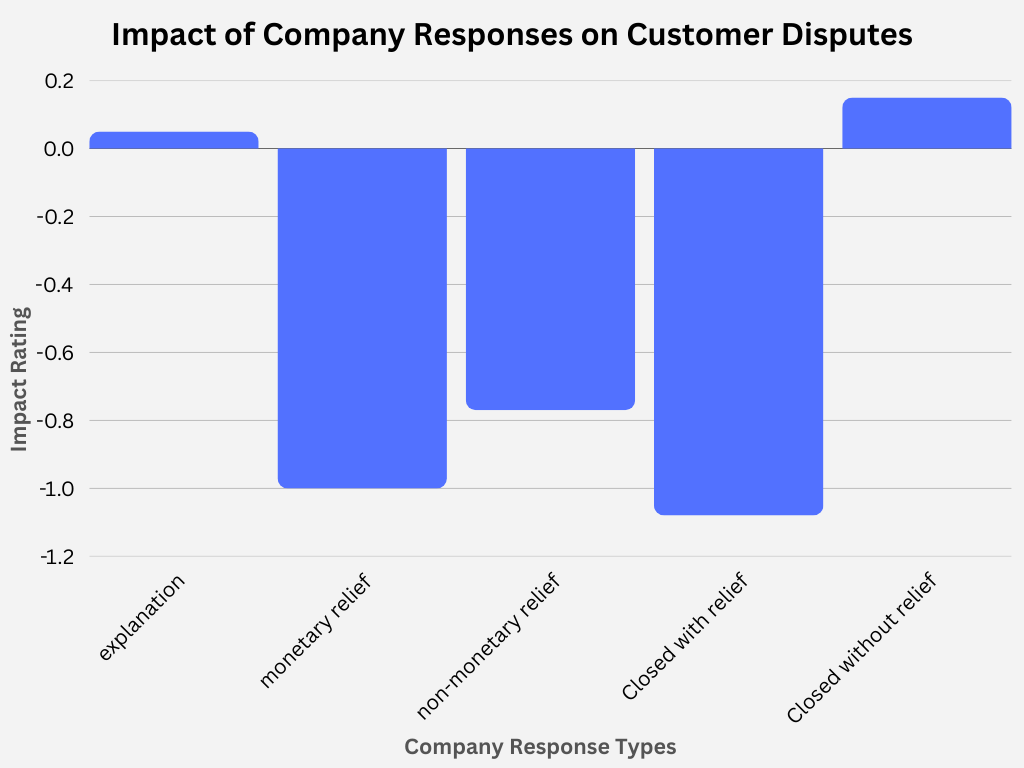 Impact of Company Responses on Customer Disputes
0.2
0.0
-0.2
-0.4
-0.6
-0.8
-1.0
-1.2
Impact Rating
explanation
monetary relief
non-monetary relief
Closed with relief
Closed without relief
Company Response Types